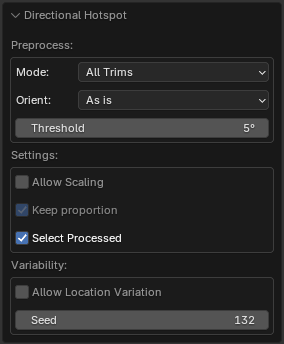 Directional Hotspot
Preprocess:
Mode: All Trims
Orient: As is
Threshold 5°
Settings:
Allow Scaling
Keep proportion
Select Processed
Variability:
Allow Location Variation
Seed 132